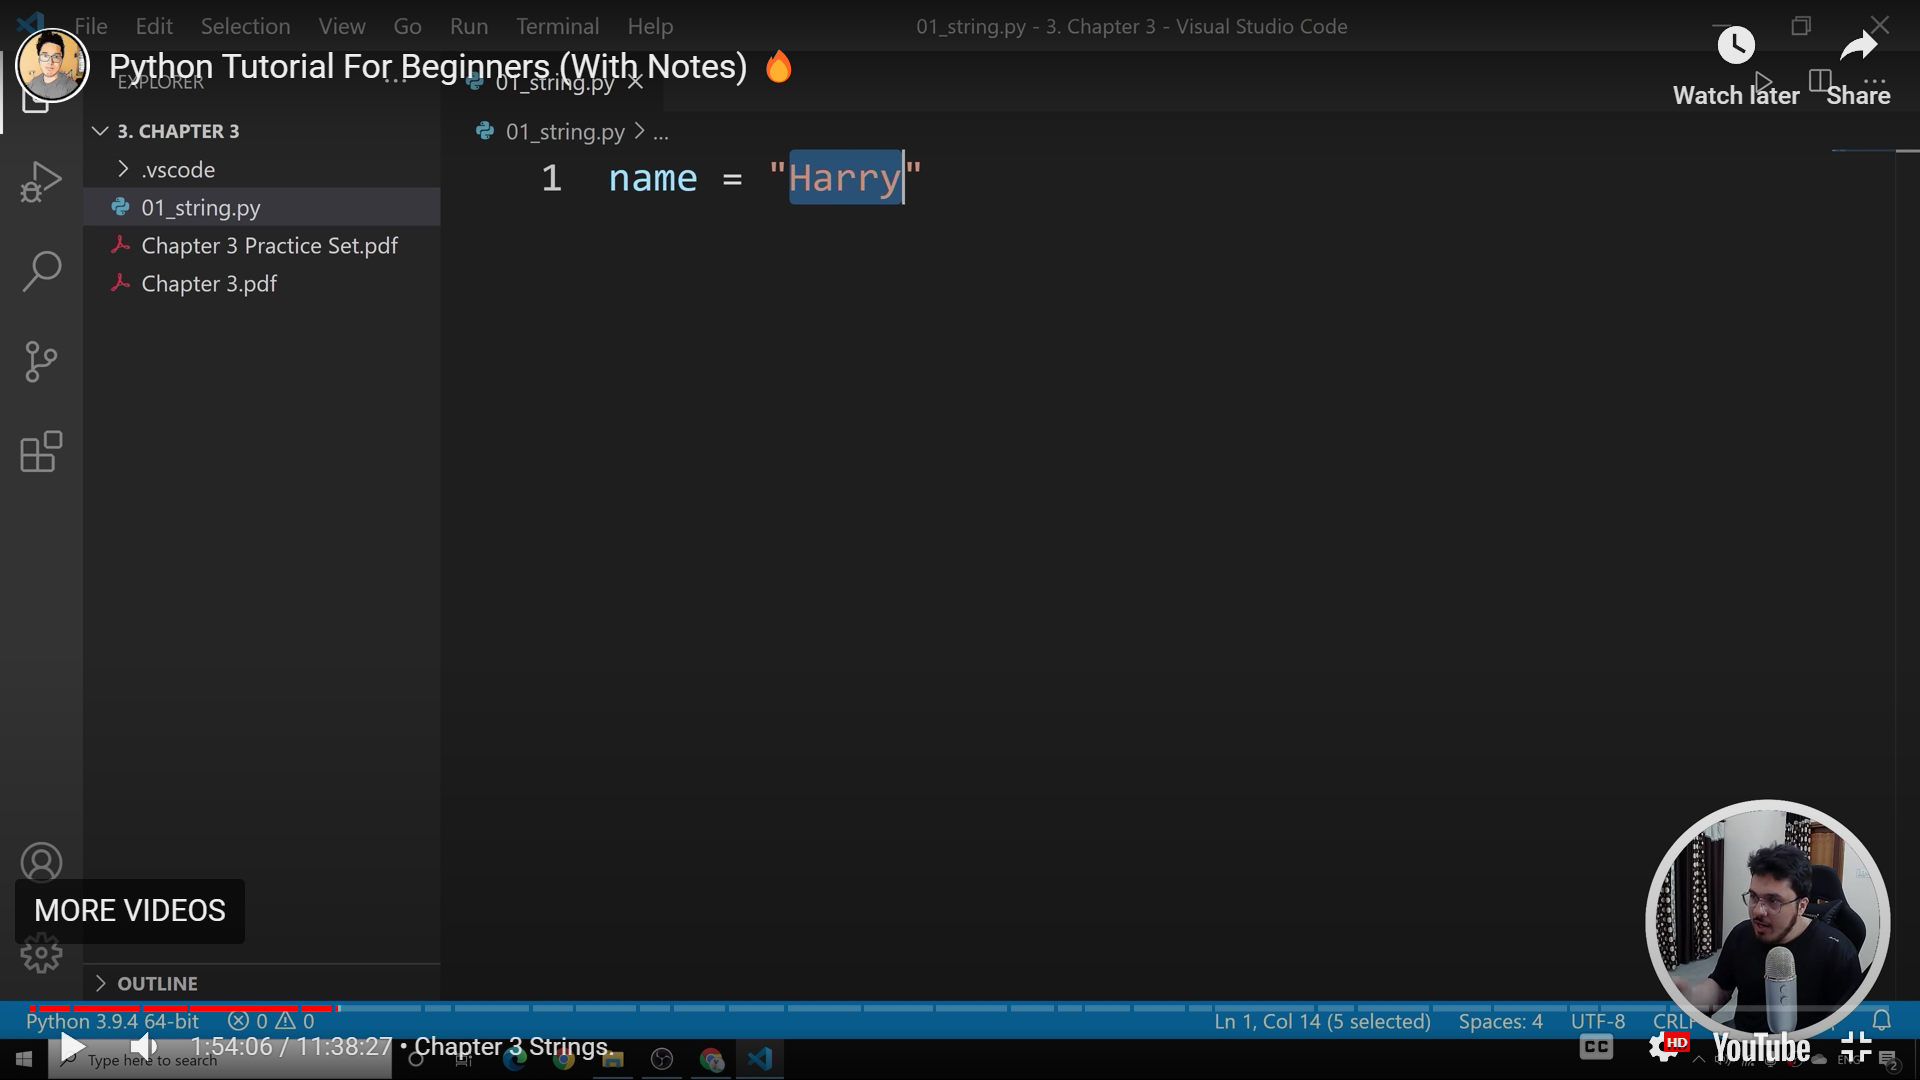 File Edit Selection View Go Run Terminal Help
01_string.py - 3. Chapter 3 - Visual Studio Code
Python Tutorial For Beginners (With Notes) 🔥
Watch later
Share
EXPLORER ...
01_string.py
3. CHAPTER 3
.vscode
01_string.py
Chapter 3 Practice Set.pdf
Chapter 3.pdf
01_string.py > ...
1 name = "Harry"
MORE VIDEOS
OUTLINE
Python 3.9.4 64-bit 0 0
Ln 1, Col 14 (5 selected) Spaces: 4 UTF-8 CRLF
Type here to search
1:54:06 / 11:38:27 • Chapter 3 Strings.
CC
HD
YouTube
ENG
2